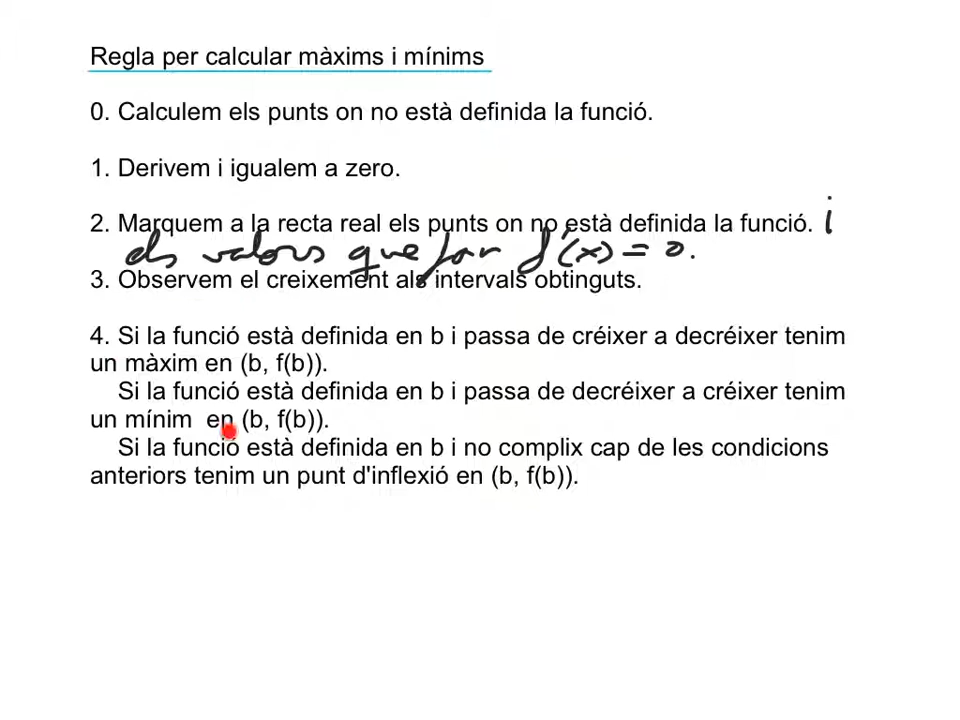 Regla per calcular màxims i mínims
0. Calculem els punts on no està definida la funció.
1. Derivem i igualem a zero.
2. Marquem a la recta real els punts on no està definida la funció. i
els valors que fan f'(x) = 0.
3. Observem el creixement als intervals obtinguts.
4. Si la funció està definida en b i passa de créixer a decréixer tenim
un màxim en (b, f(b)).
Si la funció està definida en b i passa de decréixer a créixer tenim
un mínim en (b, f(b)).
Si la funció està definida en b i no complix cap de les condicions
anteriors tenim un punt d'inflexió en (b, f(b)).